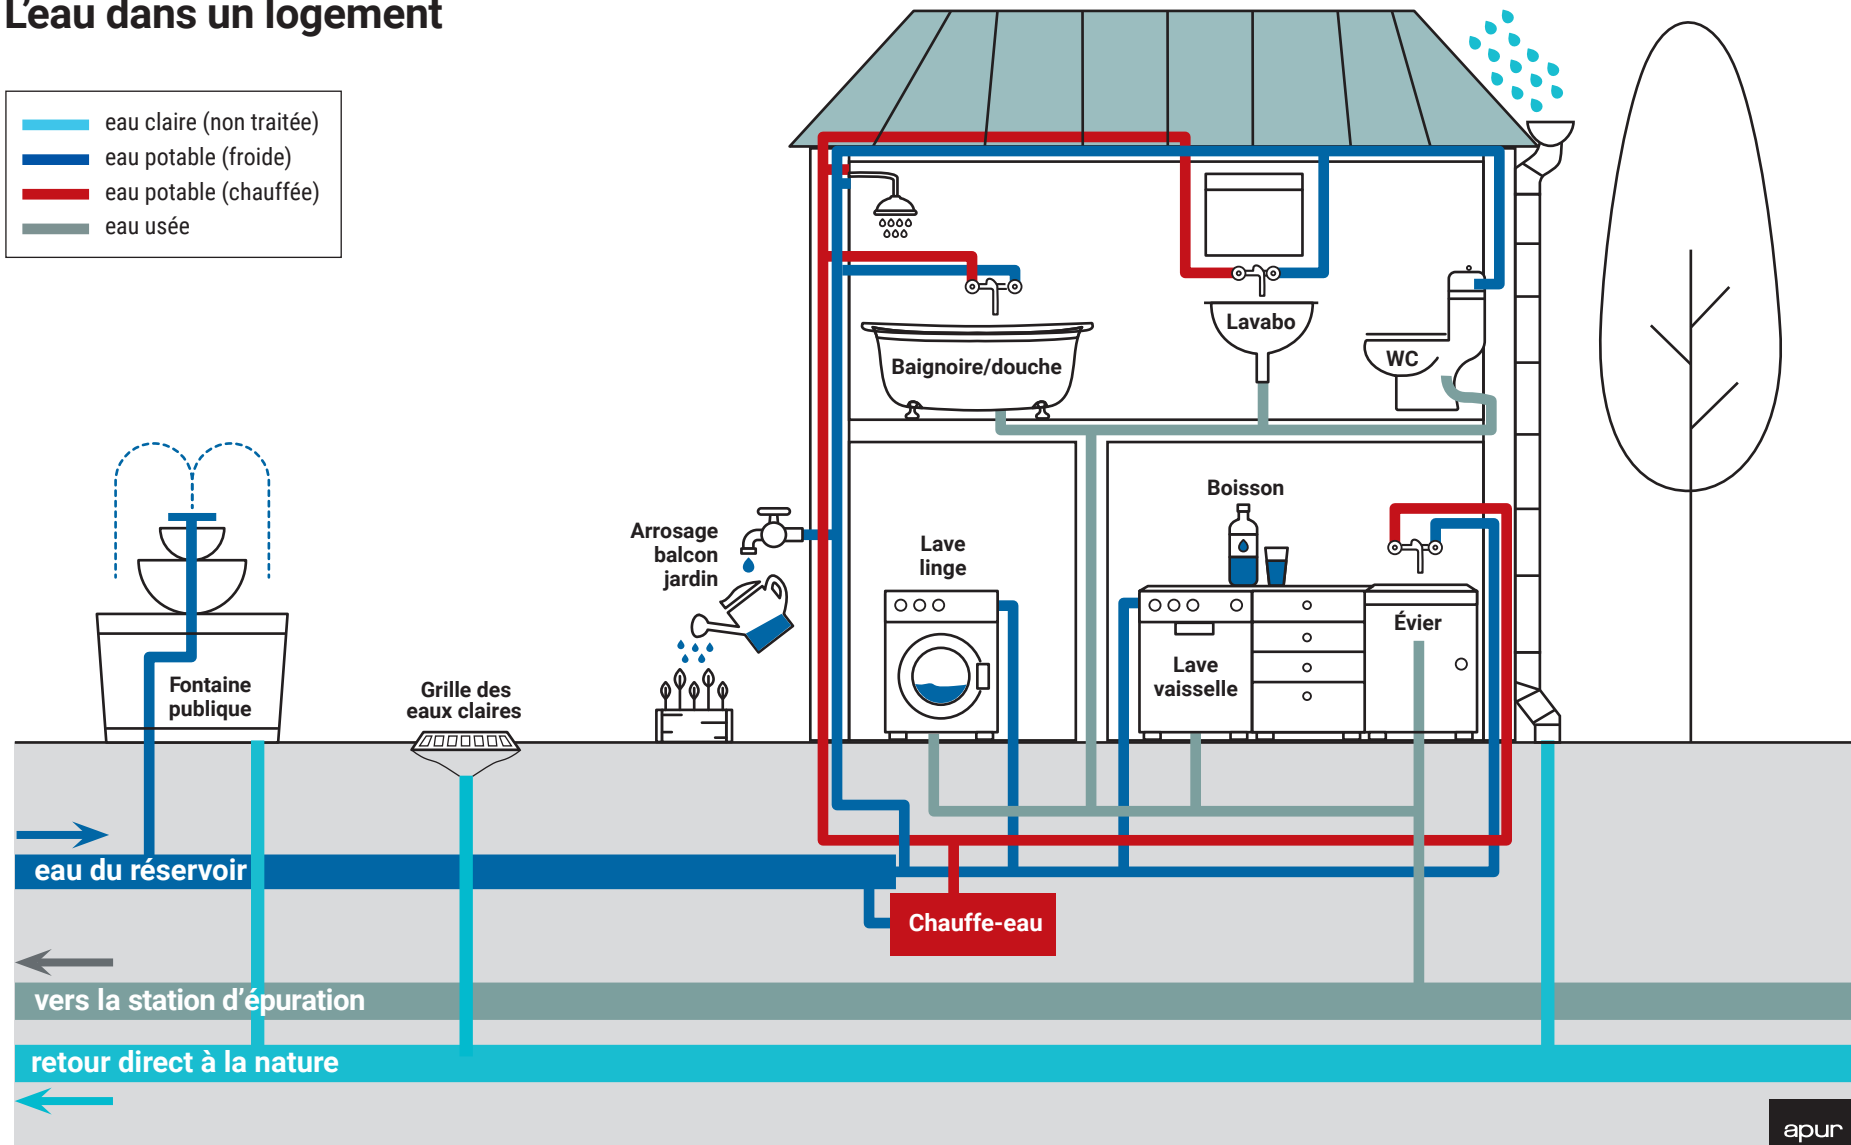 L'eau dans un logement
eau claire (non traitée)
eau potable (froide)
eau potable (chauffée)
eau usée
Baignoire/douche
Lavabo
WC
Boisson
Arrosage
balcon
jardin
Lave
linge
Évier
Lave
vaisselle
Fontaine
publique
Grille des
eaux claires
eau du réservoir
Chauffe-eau
vers la station d'épuration
retour direct à la nature
apur